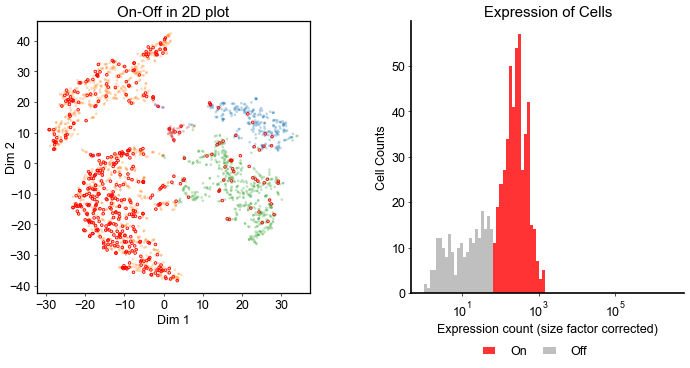 On-Off in 2D plot
Dim 2
40
30
20
10
0
−10
−20
−30
−40
−30 −20 −10 0 10 20 30
Dim 1
Expression of Cells
Cell Counts
50
40
30
20
10
0
10^1 10^3 10^5
Expression count (size factor corrected)
On Off